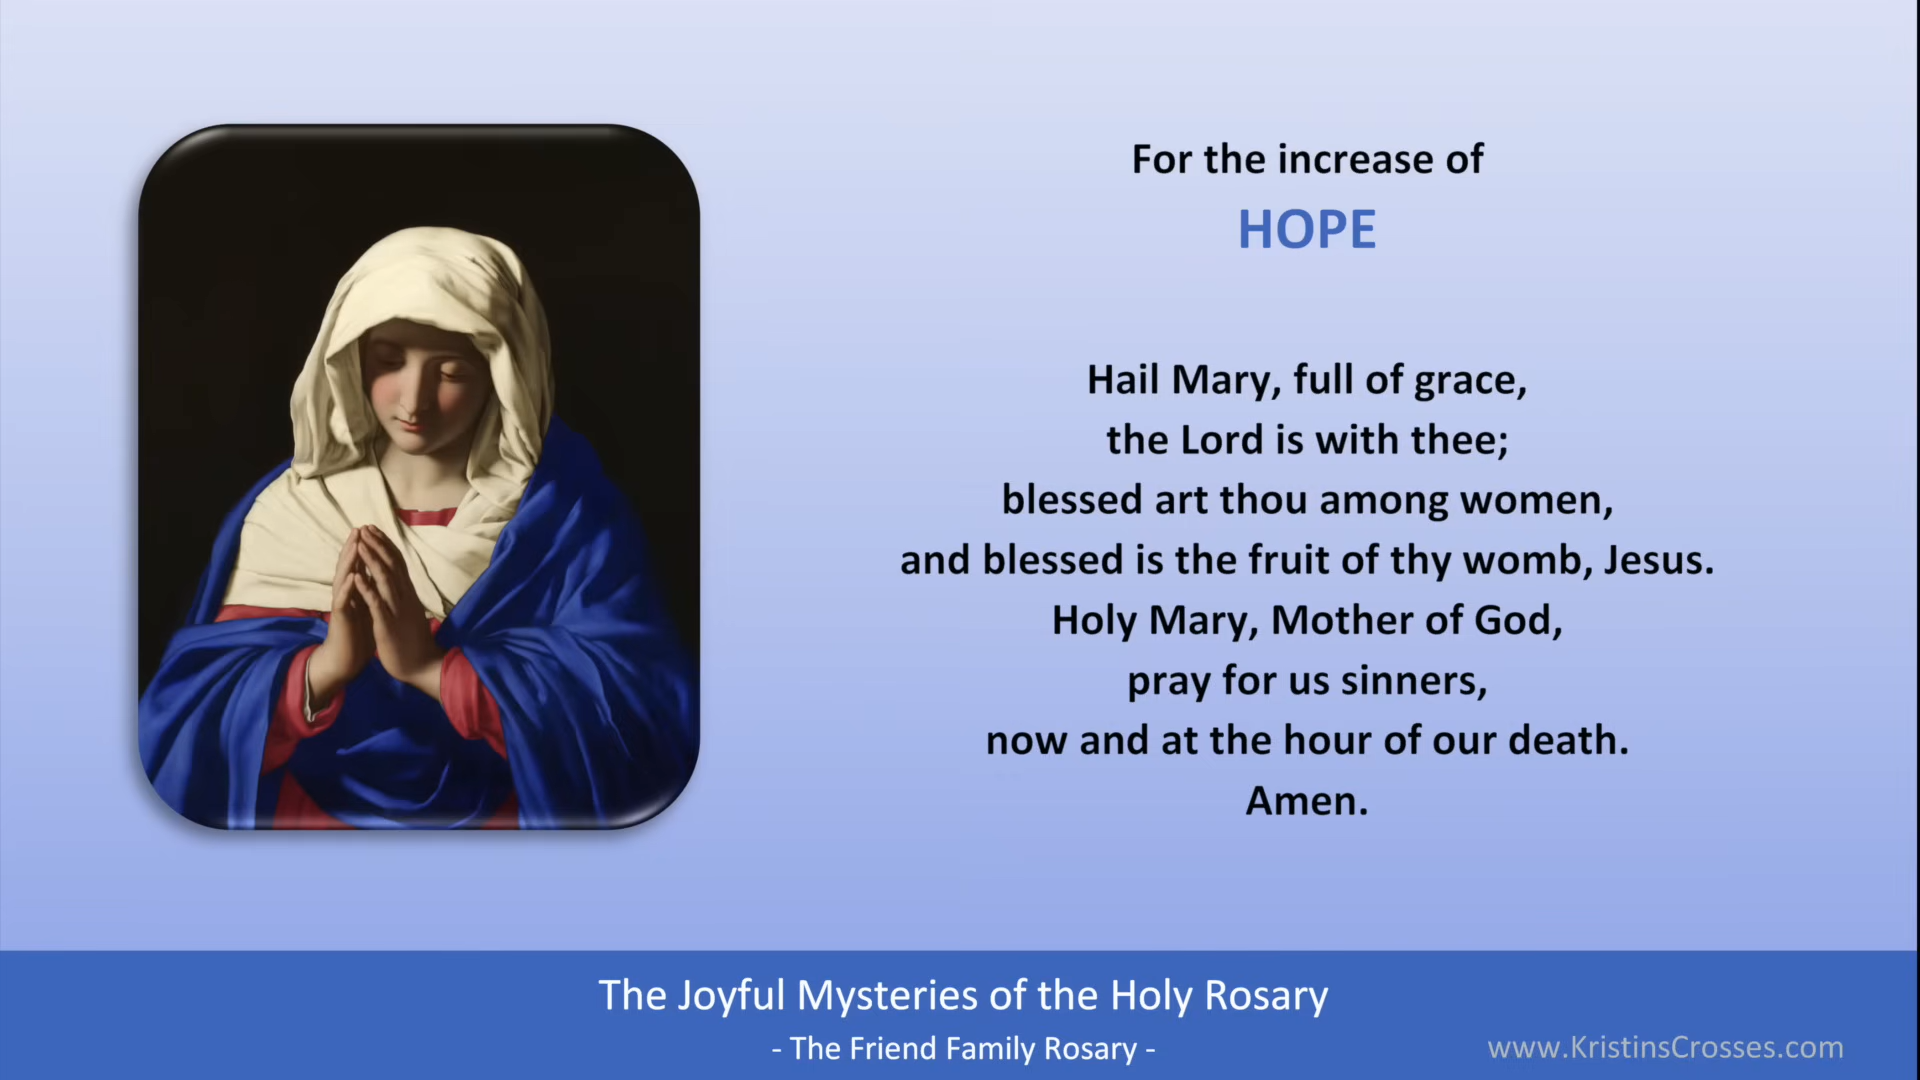 For the increase of
HOPE
Hail Mary, full of grace,
the Lord is with thee;
blessed art thou among women,
and blessed is the fruit of thy womb, Jesus.
Holy Mary, Mother of God,
pray for us sinners,
now and at the hour of our death.
Amen.
The Joyful Mysteries of the Holy Rosary
- The Friend Family Rosary -
www.KristinsCrosses.com